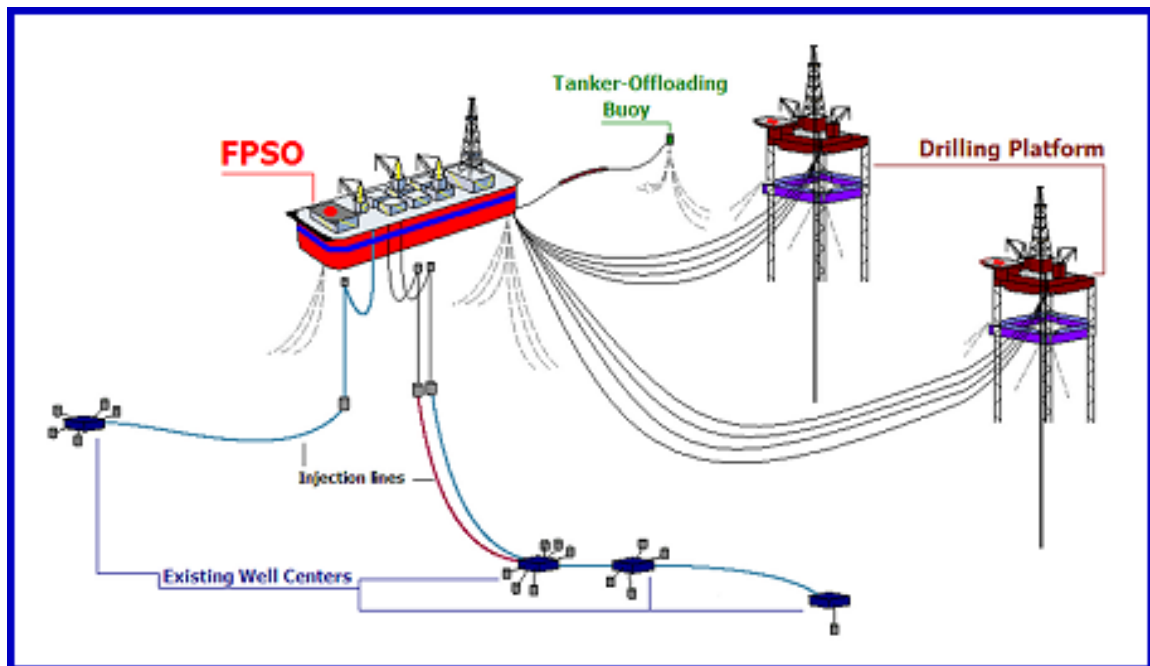 Tanker-Offloading
Buoy
FPSO
Drilling Platform
Injection lines
Existing Well Centers